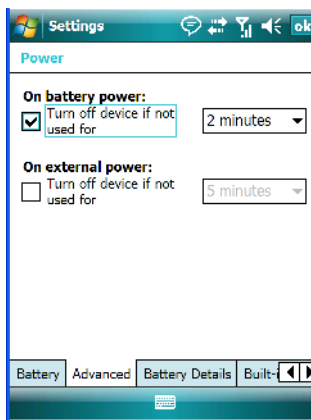 Settings
ok
Power
On battery power:
Turn off device if not
used for
2 minutes
On external power:
Turn off device if not
used for
5 minutes
Battery Advanced Battery Details Built-i